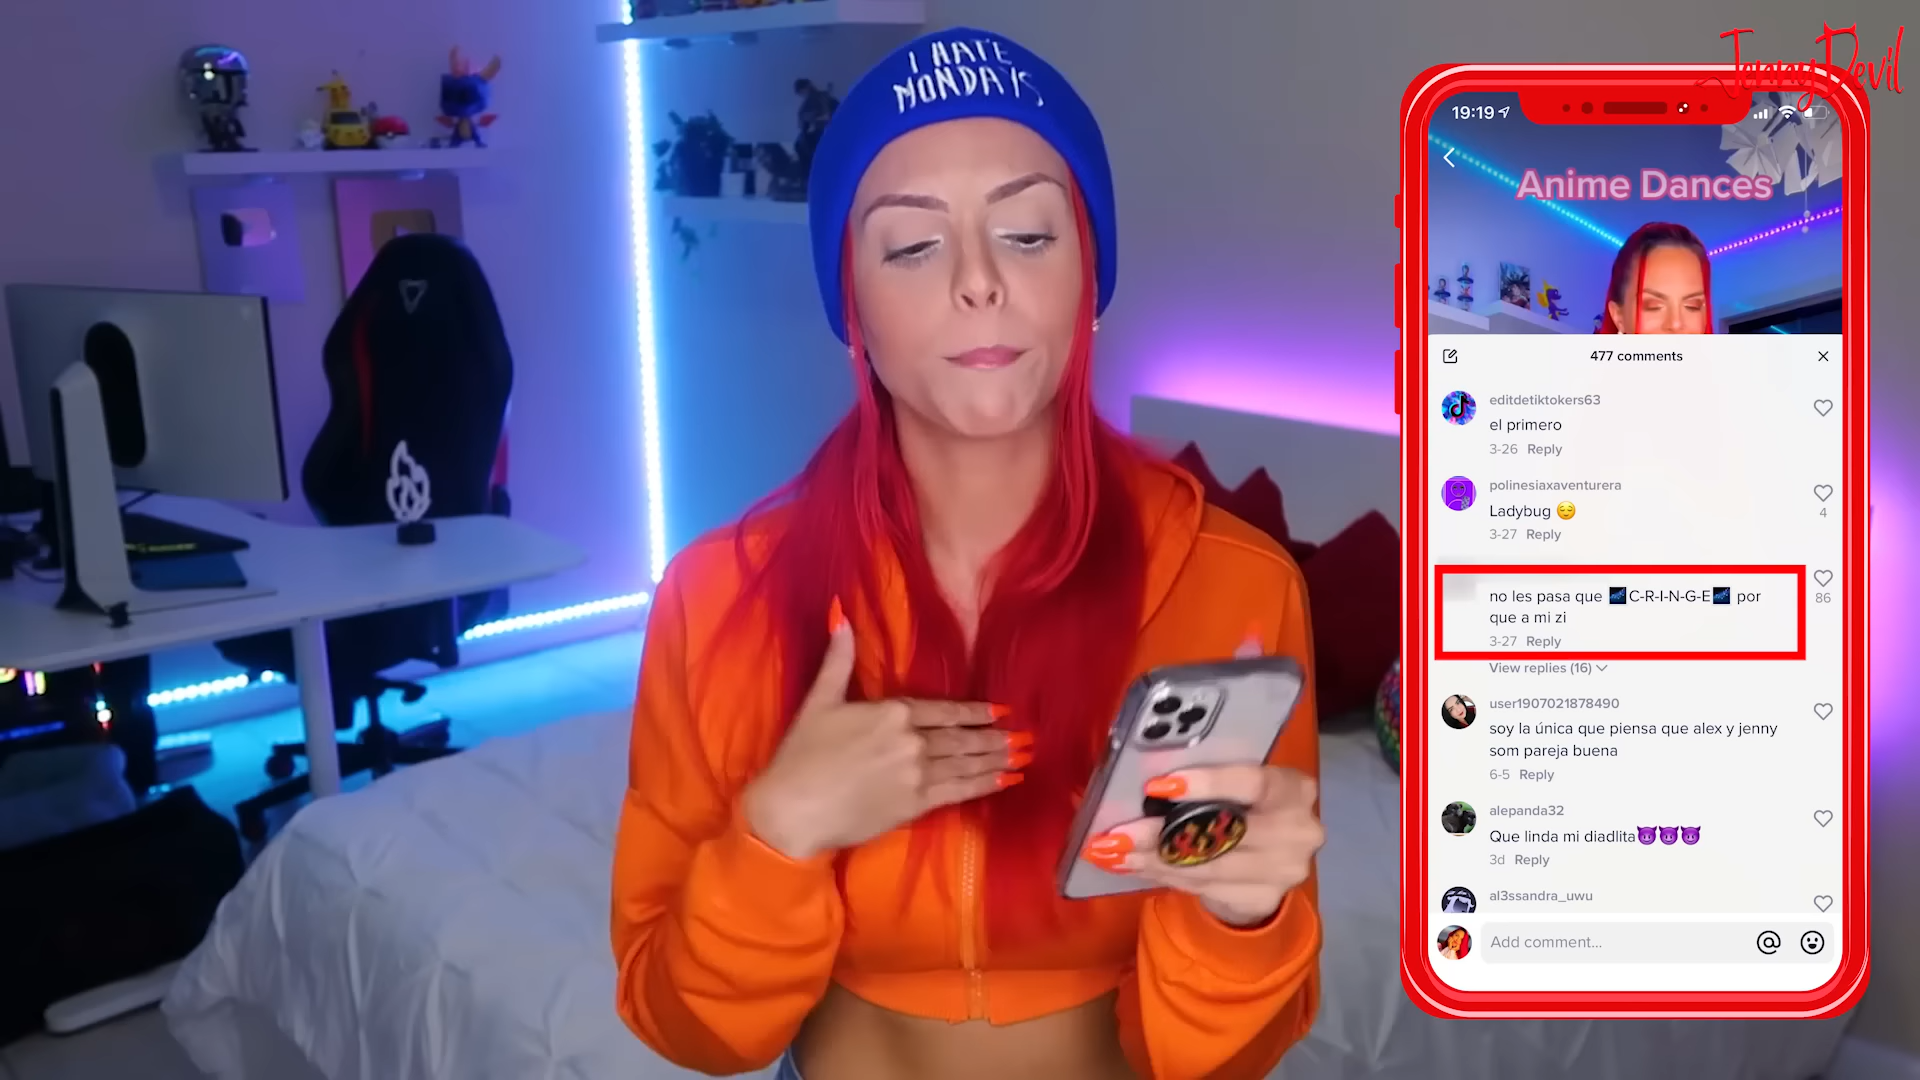 I HATE
MONDAYS
JennyDevil
19:19
Anime Dances
477 comments
editdetiktokers63
el primero
3-26 Reply
polinesiaxaventurera
Ladybug 😌
4
3-27 Reply
no les pasa que 🌌C-R-I-N-G-E🌌 por
que a mi zi
86
3-27 Reply
View replies (16)
user1907021878490
soy la única que piensa que alex y jenny
som pareja buena
6-5 Reply
alepanda32
Que linda mi diadlita😈😈😈
3d Reply
al3ssandra_uwu
Add comment...